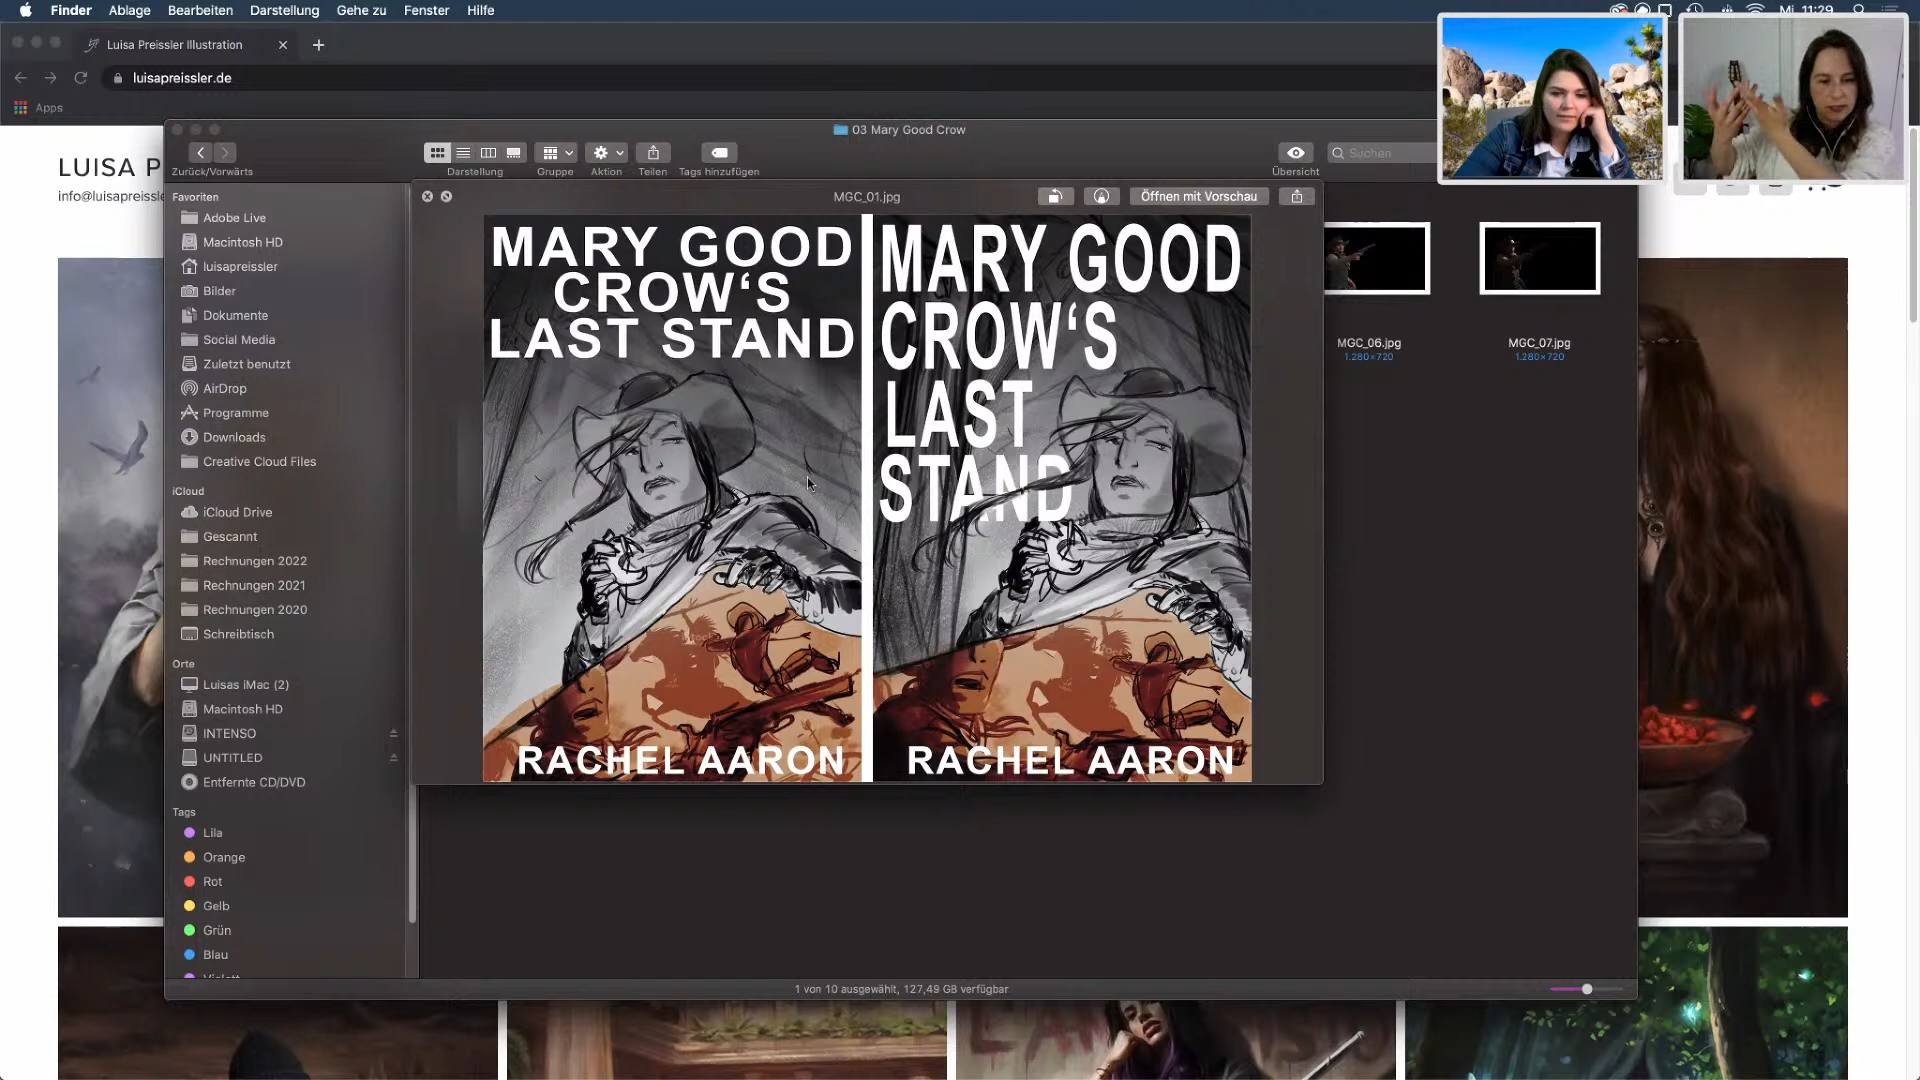 Finder Ablage Bearbeiten Darstellung Gehe zu Fenster Hilfe
Mi. 11:29
Luisa Preissler Illustration
luisapreissler.de
Apps
LUISA P
info@luisapreissle
03 Mary Good Crow
Zurück/Vorwärts
Darstellung
Gruppe
Aktion
Teilen
Tags hinzufügen
Übersicht
Suchen
MGC_01.jpg
Öffnen mit Vorschau
Favoriten
Adobe Live
Macintosh HD
luisapreissler
Bilder
Dokumente
Social Media
Zuletzt benutzt
AirDrop
Programme
Downloads
Creative Cloud Files
iCloud
iCloud Drive
Gescannt
Rechnungen 2022
Rechnungen 2021
Rechnungen 2020
Schreibtisch
Orte
Luisas iMac (2)
Macintosh HD
INTENSO
UNTITLED
Entfernte CD/DVD
Tags
Lila
Orange
Rot
Gelb
Grün
Blau
Violett
MARY GOOD
CROW‘S
LAST STAND
RACHEL AARON
MARY GOOD
CROW‘S
LAST
STAND
RACHEL AARON
MGC_06.jpg
1.280×720
MGC_07.jpg
1.280×720
1 von 10 ausgewählt, 127,49 GB verfügbar